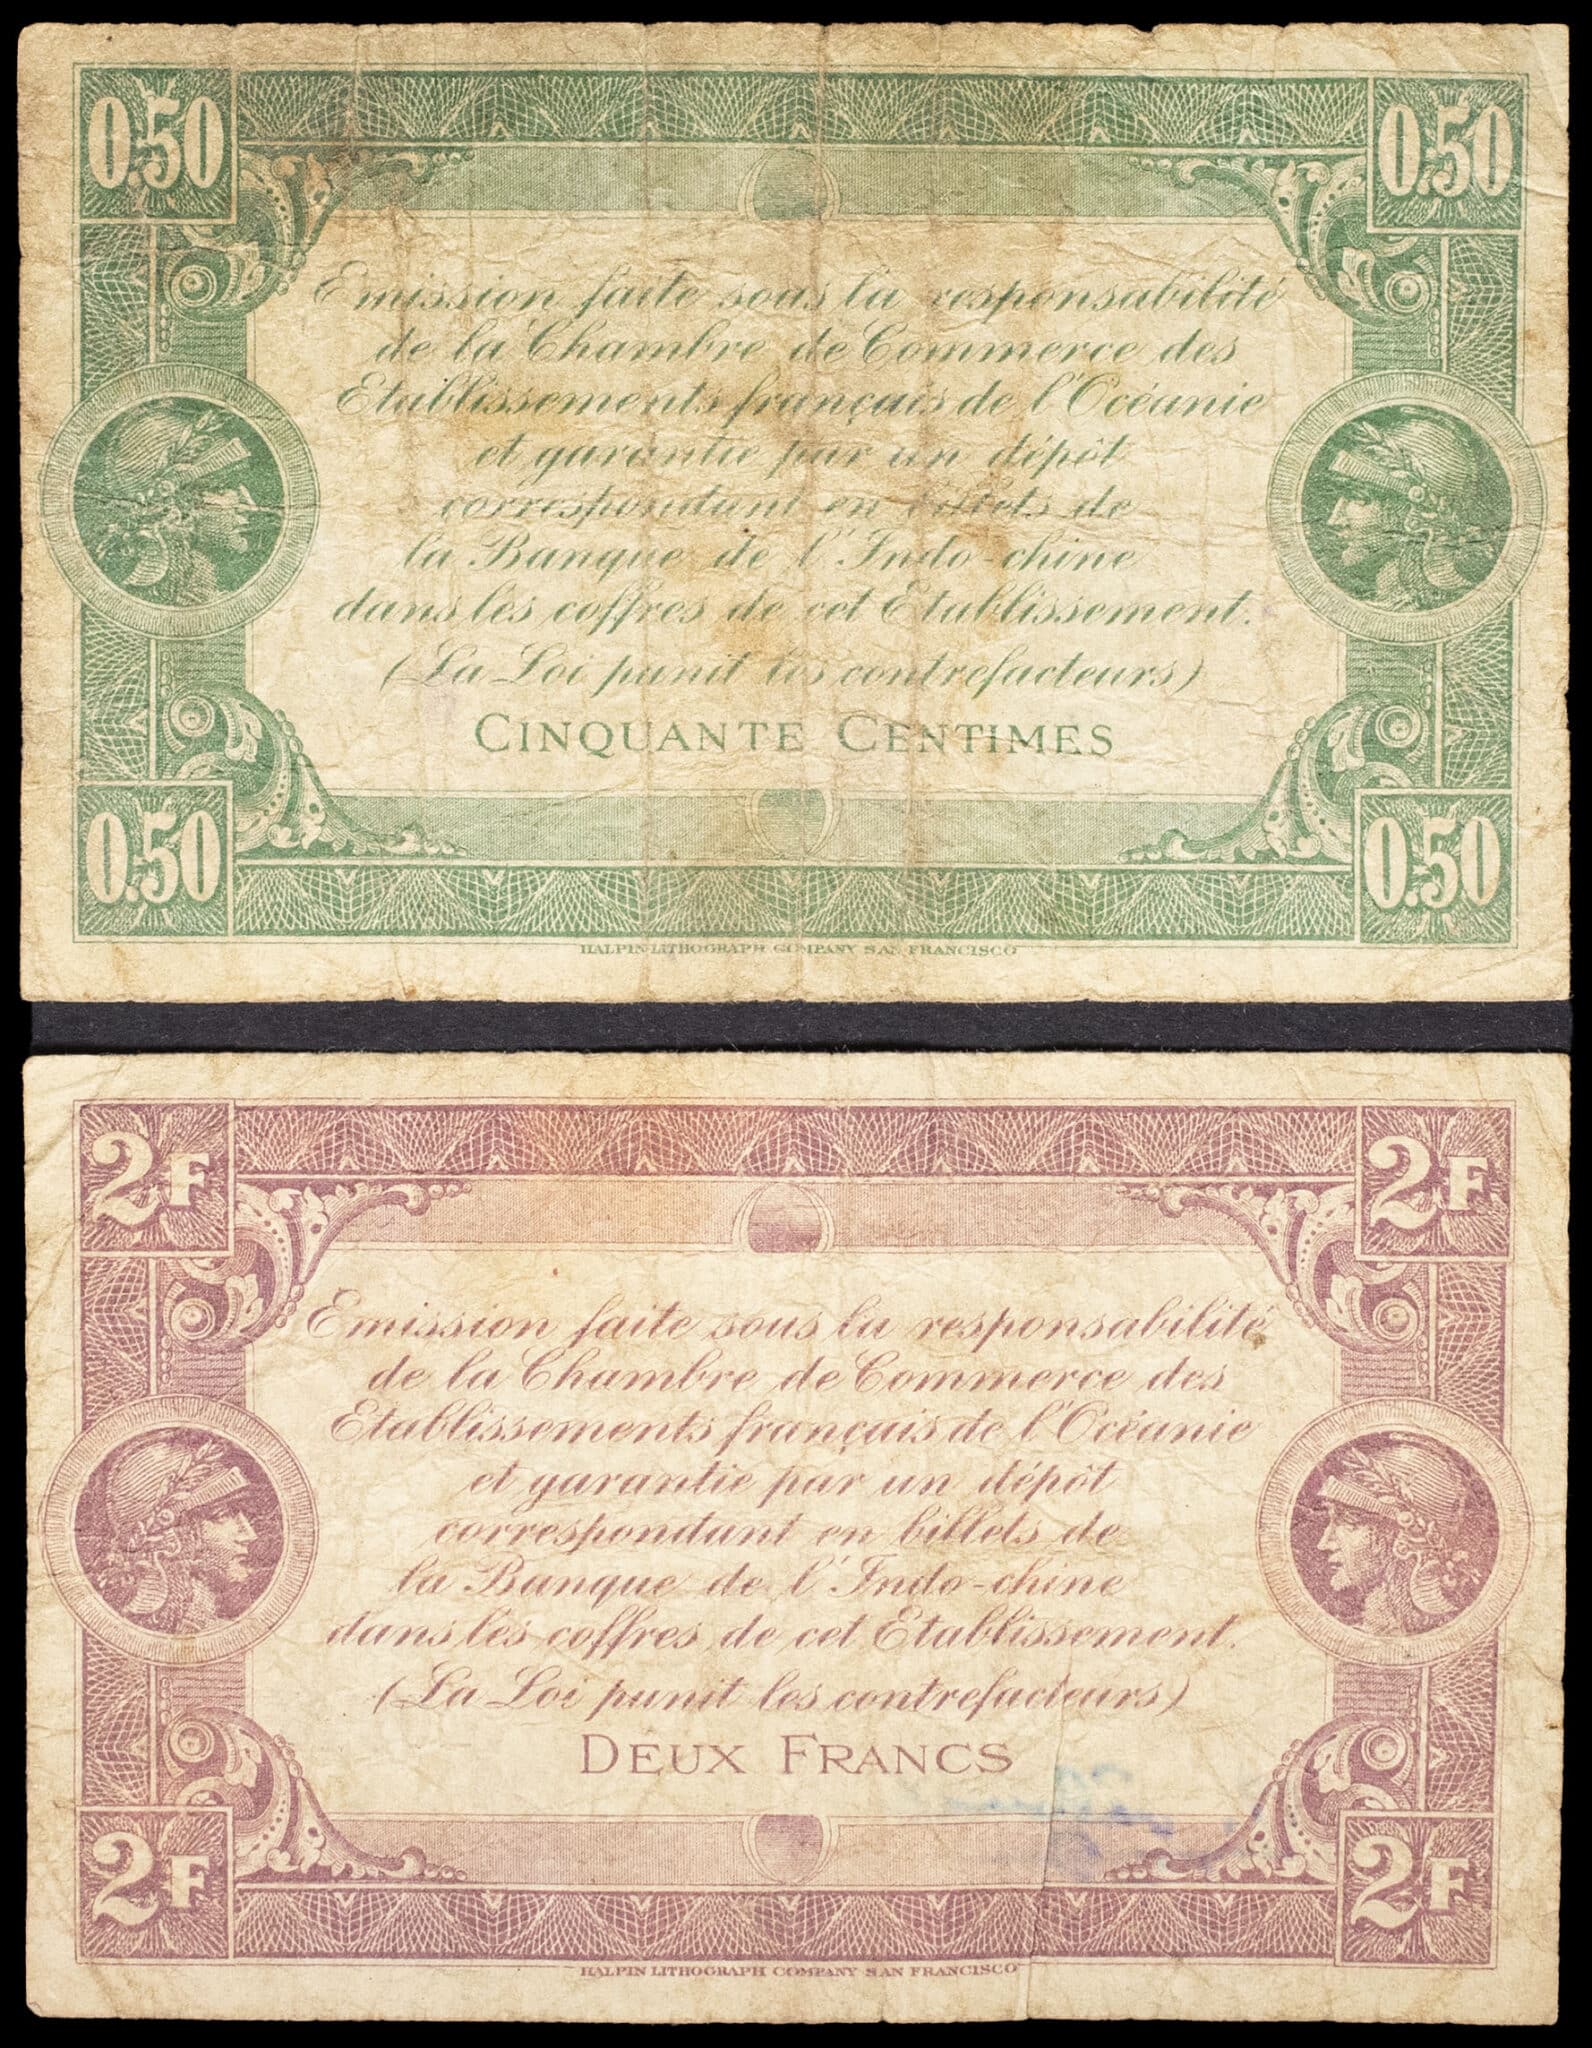 0.50 0.50
Emission faite sous la responsabilité
de la Chambre de Commerce des
Etablissements français de l'Océanie
et garantie par un dépôt
correspondant en billets de
la Banque de l'Indo-chine
dans les coffres de cet Etablissement.
(La Loi punit les contrefacteurs)
CINQUANTE CENTIMES
0.50 0.50
HALPIN LITHOGRAPH COMPANY SAN FRANCISCO
2F 2F
Emission faite sous la responsabilité
de la Chambre de Commerce des
Etablissements français de l'Océanie
et garantie par un dépôt
correspondant en billets de
la Banque de l'Indo-chine
dans les coffres de cet Etablissement.
(La Loi punit les contrefacteurs)
DEUX FRANCS
2F 2F
HALPIN LITHOGRAPH COMPANY SAN FRANCISCO